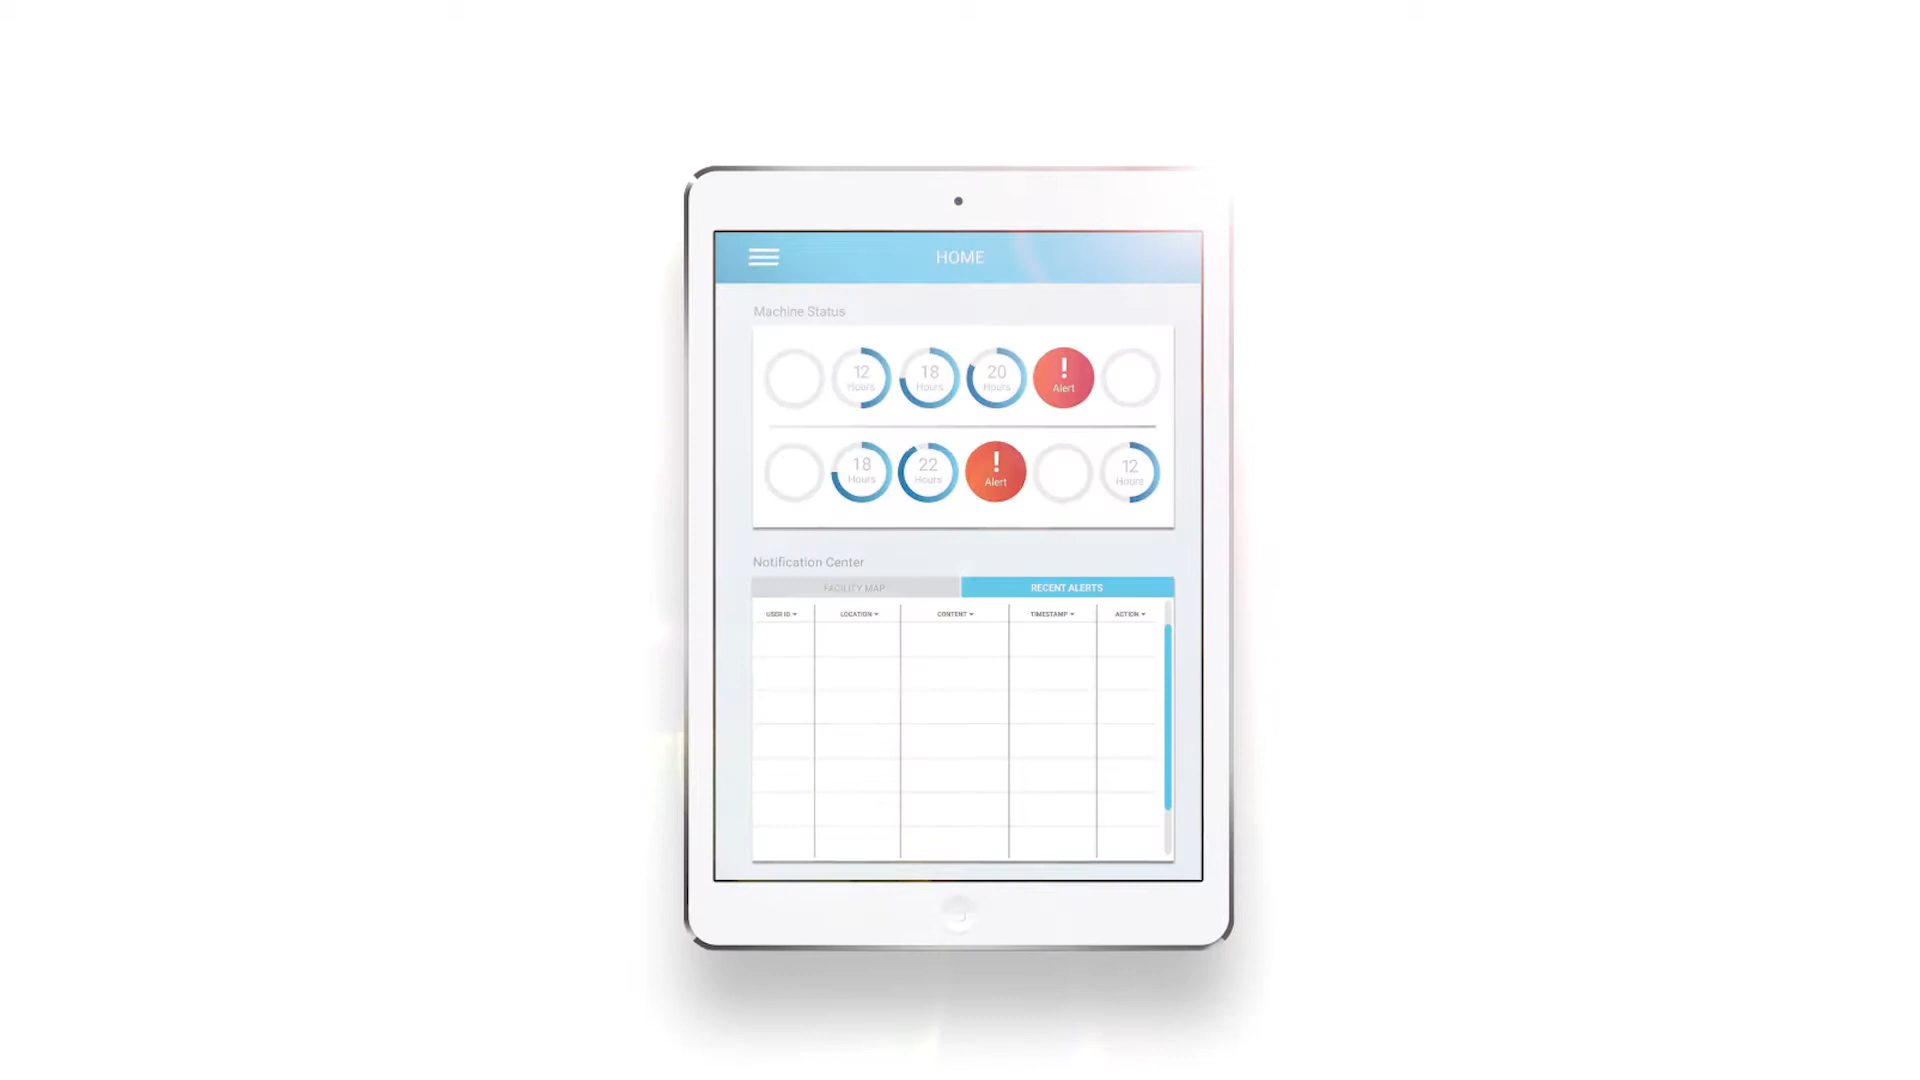 HOME
Machine Status
12 18 20 !
Hours Hours Hours Alert
18 22 ! 12
Hours Hours Alert Hours
Notification Center
FACILITY MAP RECENT ALERTS
USER ID LOCATION CONTENT TIMESTAMP ACTION